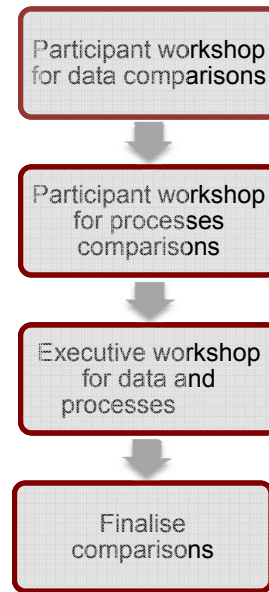 Participant workshop
for data comparisons
Participant workshop
for processes
comparisons
Executive workshop
for data and
processes
Finalise
comparisons